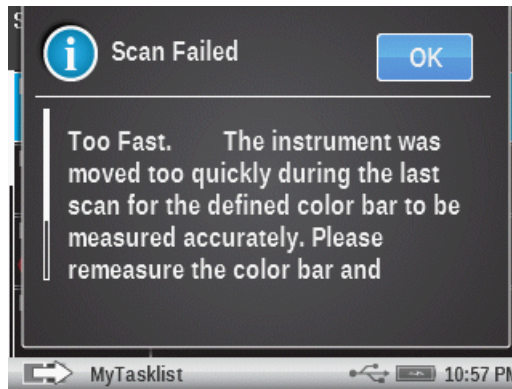 S
Scan Failed
OK
Too Fast. The instrument was
moved too quickly during the last
scan for the defined color bar to be
measured accurately. Please
remeasure the color bar and
MyTasklist
10:57 PM